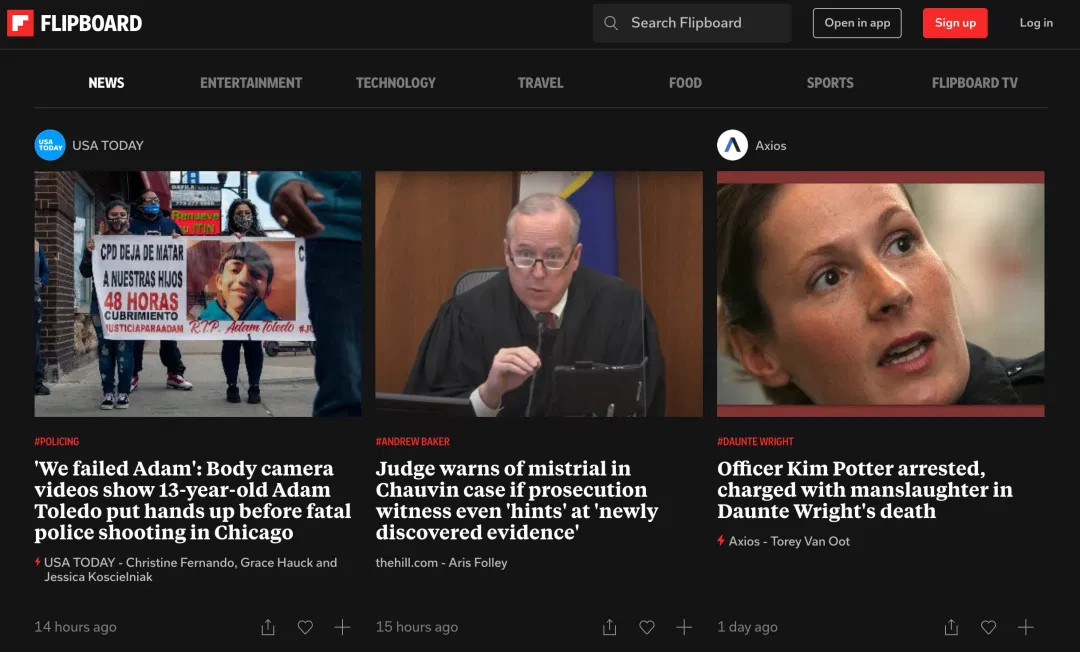 FLIPBOARD
Search Flipboard
Open in app
Sign up
Log in
NEWS
ENTERTAINMENT
TECHNOLOGY
TRAVEL
FOOD
SPORTS
FLIPBOARD TV
USA TODAY
USA TODAY
Axios
Renueve
su ITIN
CPD DEJA DE MATAR
A NUESTRAS HIJOS
48 HORAS
CUBRIMIENTO
JUSTICIAPARAADAM
R.I.P. Adam Toledo
#POLICING
'We failed Adam': Body camera
videos show 13-year-old Adam
Toledo put hands up before fatal
police shooting in Chicago
USA TODAY - Christine Fernando, Grace Hauck and
Jessica Koscielniak
14 hours ago
#ANDREW BAKER
Judge warns of mistrial in
Chauvin case if prosecution
witness even 'hints' at 'newly
discovered evidence'
thehill.com - Aris Folley
15 hours ago
#DAUNTE WRIGHT
Officer Kim Potter arrested,
charged with manslaughter in
Daunte Wright's death
Axios - Torey Van Oot
1 day ago